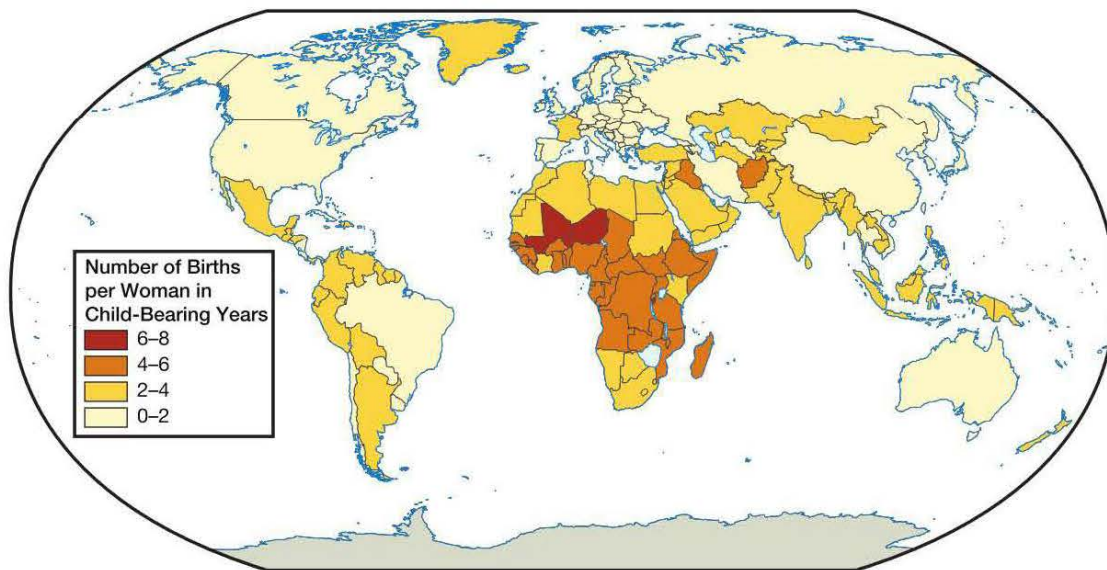 Number of Births
per Woman in
Child-Bearing Years
6–8
4–6
2–4
0–2